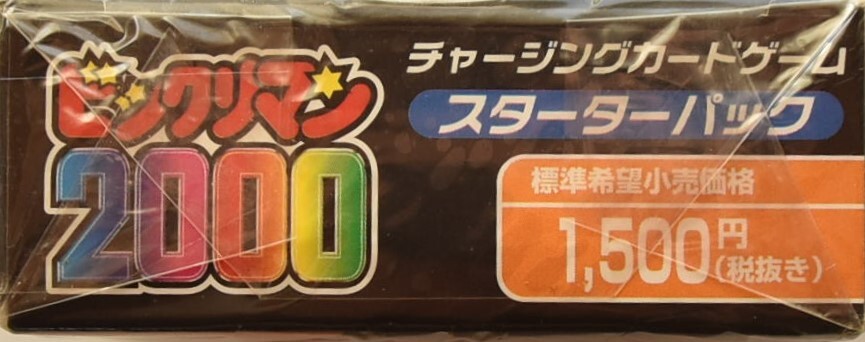 ビックリマン
2000
チャージングカードゲーム
スターターパック
標準希望小売価格
1,500円
(税抜き)